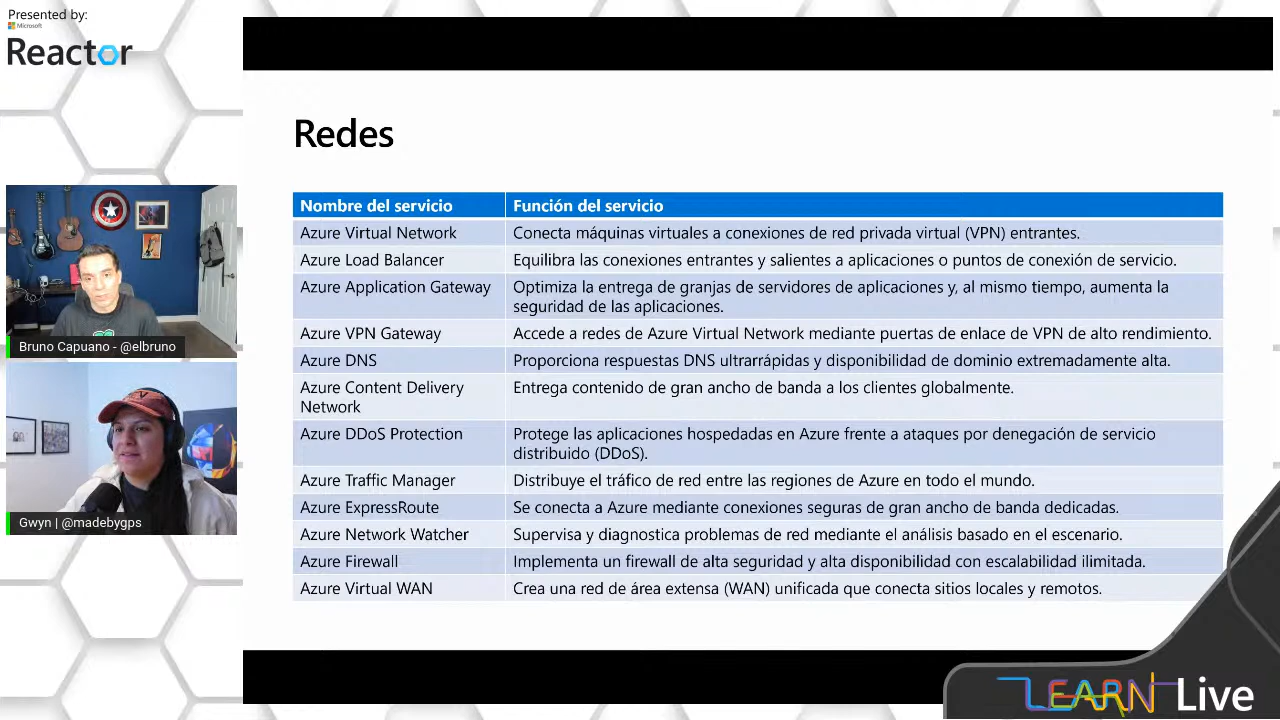 Presented by:
Microsoft
Reactor
Redes
Nombre del servicio
Función del servicio
Azure Virtual Network
Conecta máquinas virtuales a conexiones de red privada virtual (VPN) entrantes.
Azure Load Balancer
Equilibra las conexiones entrantes y salientes a aplicaciones o puntos de conexión de servicio.
Azure Application Gateway
Optimiza la entrega de granjas de servidores de aplicaciones y, al mismo tiempo, aumenta la
seguridad de las aplicaciones.
Azure VPN Gateway
Accede a redes de Azure Virtual Network mediante puertas de enlace de VPN de alto rendimiento.
Azure DNS
Proporciona respuestas DNS ultrarrápidas y disponibilidad de dominio extremadamente alta.
Azure Content Delivery
Network
Entrega contenido de gran ancho de banda a los clientes globalmente.
Azure DDoS Protection
Protege las aplicaciones hospedadas en Azure frente a ataques por denegación de servicio
distribuido (DDoS).
Azure Traffic Manager
Distribuye el tráfico de red entre las regiones de Azure en todo el mundo.
Azure ExpressRoute
Se conecta a Azure mediante conexiones seguras de gran ancho de banda dedicadas.
Azure Network Watcher
Supervisa y diagnostica problemas de red mediante el análisis basado en el escenario.
Azure Firewall
Implementa un firewall de alta seguridad y alta disponibilidad con escalabilidad ilimitada.
Azure Virtual WAN
Crea una red de área extensa (WAN) unificada que conecta sitios locales y remotos.
Bruno Capuano - @elbruno
Gwyn | @madebygps
LEARN Live